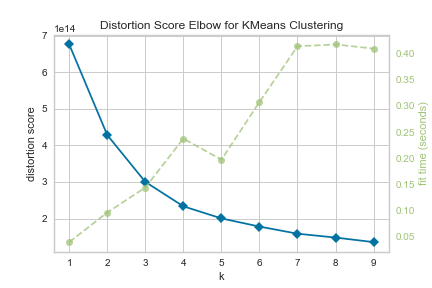 Distortion Score Elbow for KMeans Clustering
1e14
7
6
5
4
3
2
distortion score
0.40
0.35
0.30
0.25
0.20
0.15
0.10
0.05
fit time (seconds)
1 2 3 4 5 6 7 8 9
k